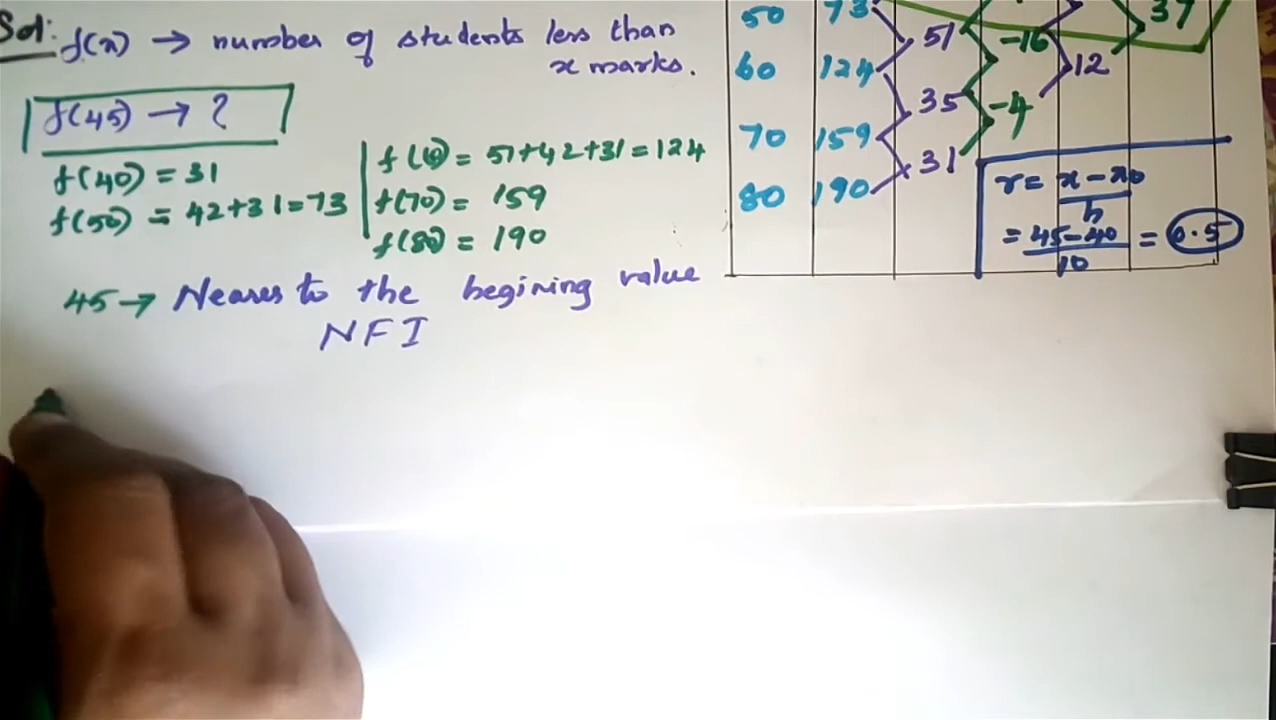 Sol: f(x) → number of students less than
x marks.
f(45) → ?
f(40) = 31
f(50) = 42+31=73
f(60) = 51+42+31=124
f(70) = 159
f(80) = 190
45 → Neares to the begining value
NFI
50 73
60 124
70 159
80 190
51
35
31
-16
-4
12
37
r = x-x0/h
= 45-40/10 = 0.5